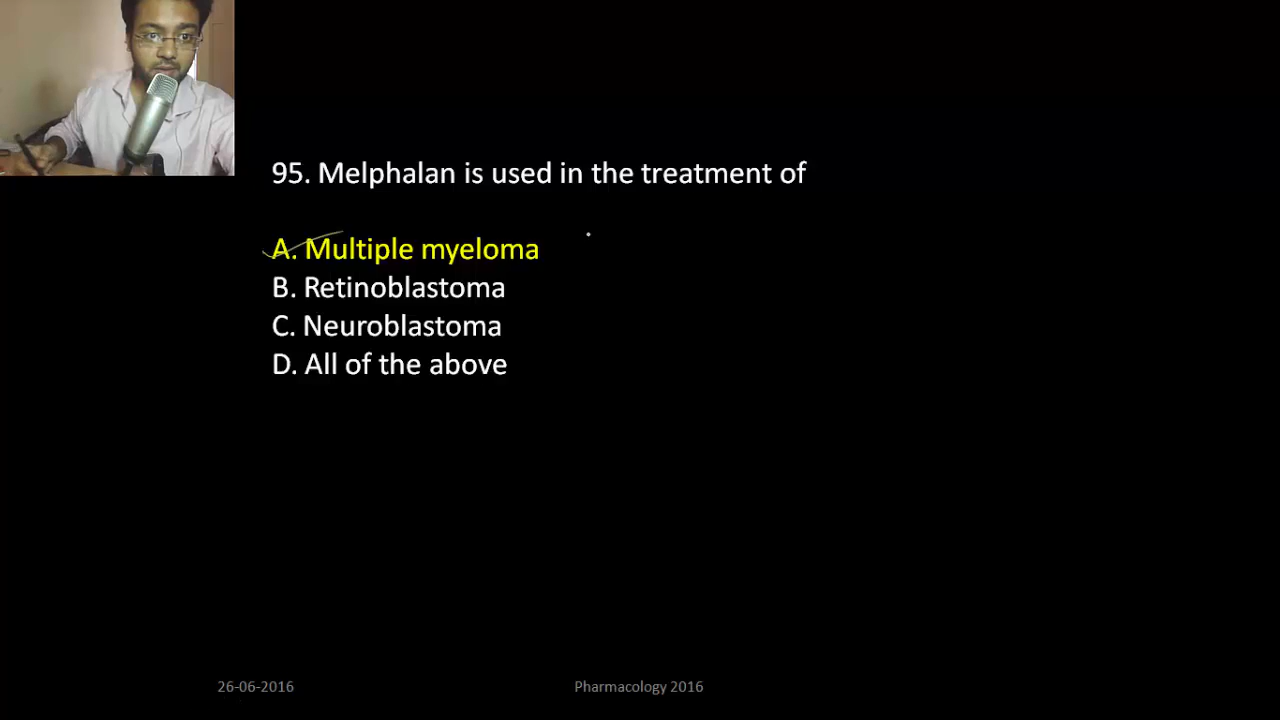 95. Melphalan is used in the treatment of
A. Multiple myeloma
B. Retinoblastoma
C. Neuroblastoma
D. All of the above
26-06-2016
Pharmacology 2016